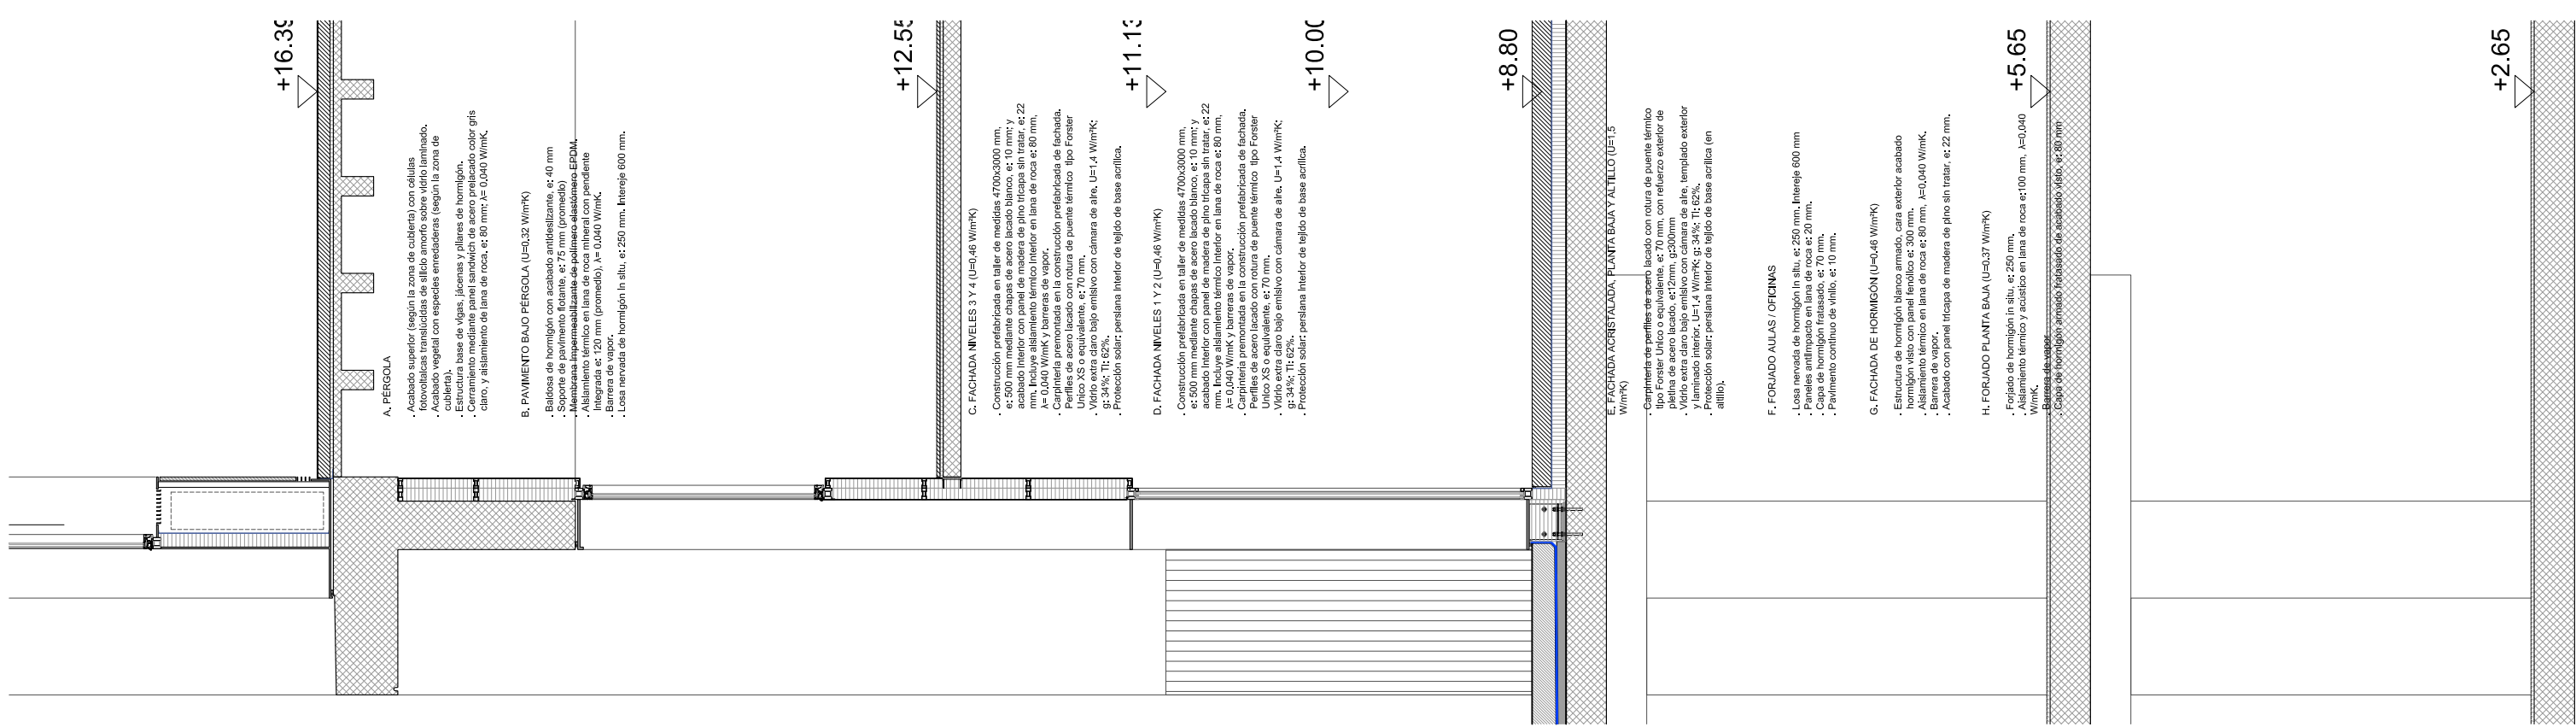 +16.39
+12.55
+11.13
+10.00
+8.80
+5.65
+2.65
A. PÉRGOLA
. Acabado superior (según la zona de cubierta) con células
fotovoltaicas translúcidas de silicio amorfo sobre vidrio laminado.
. Acabado vegetal con especies enredaderas (según la zona de
cubierta).
. Estructura base de vigas, jácenas y pilares de hormigón.
. Cerramiento mediante panel sandwich de acero prelacado color gris
claro, y aislamiento de lana de roca, e: 80 mm; λ= 0,040 W/mK.
B. PAVIMENTO BAJO PÉRGOLA (U=0,32 W/m²K)
. Baldosa de hormigón con acabado antideslizante, e: 40 mm
. Soporte de pavimento flotante, e: 75 mm (promedio)
. Membrana impermeabilizante de polímero elastómero EPDM.
. Aislamiento térmico en lana de roca mineral con pendiente
integrada e: 120 mm (promedio), λ= 0,040 W/mK.
. Barrera de vapor.
. Losa nervada de hormigón in situ, e: 250 mm. Intereje 600 mm.
C. FACHADA NIVELES 3 Y 4 (U=0,46 W/m²K)
. Construcción prefabricada en taller de medidas 4700x3000 mm,
e: 500 mm mediante chapas de acero lacado blanco, e: 10 mm; y
acabado interior con panel de madera de pino tricapa sin tratar, e: 22
mm. Incluye aislamiento térmico interior en lana de roca e: 80 mm,
λ= 0,040 W/mK y barreras de vapor.
. Carpintería premontada en la construcción prefabricada de fachada.
Perfiles de acero lacado con rotura de puente térmico tipo Forster
Unico XS o equivalente, e: 70 mm.
. Vidrio extra claro bajo emisivo con cámara de aire. U=1,4 W/m²K;
g: 34%; Tl: 62%.
. Protección solar: persiana interior de tejido de base acrílica.
D. FACHADA NIVELES 1 Y 2 (U=0,46 W/m²K)
. Construcción prefabricada en taller de medidas 4700x3000 mm,
e: 500 mm mediante chapas de acero lacado blanco, e: 10 mm; y
acabado interior con panel de madera de pino tricapa sin tratar, e: 22
mm. Incluye aislamiento térmico interior en lana de roca e: 80 mm,
λ= 0,040 W/mK y barreras de vapor.
. Carpintería premontada en la construcción prefabricada de fachada.
Perfiles de acero lacado con rotura de puente térmico tipo Forster
Unico XS o equivalente, e: 70 mm.
. Vidrio extra claro bajo emisivo con cámara de aire. U=1,4 W/m²K;
g: 34%; Tl: 62%.
. Protección solar: persiana interior de tejido de base acrílica.
E. FACHADA ACRISTALADA, PLANTA BAJA Y ALTILLO (U=1,5
W/m²K)
. Carpintería de perfiles de acero lacado con rotura de puente térmico
tipo Forster Unico o equivalente, e: 70 mm, con refuerzo exterior de
pletina de acero lacado, e:12mm, g:300mm
. Vidrio extra claro bajo emisivo con cámara de aire, templado exterior
y laminado interior. U=1,4 W/m²K; g: 34%; Tl: 62%.
. Protección solar: persiana interior de tejido de base acrílica (en
altillo).
F. FORJADO AULAS / OFICINAS
. Losa nervada de hormigón in situ, e: 250 mm. Intereje 600 mm
. Paneles antiimpacto en lana de roca e: 20 mm.
. Capa de hormigón fratasado, e: 70 mm.
. Pavimento continuo de vinilo, e: 10 mm.
G. FACHADA DE HORMIGÓN (U=0,46 W/m²K)
. Estructura de hormigón blanco armado, cara exterior acabado
hormigón visto con panel fenólico e: 300 mm.
. Aislamiento térmico en lana de roca e: 80 mm, λ=0,040 W/mK.
. Barrera de vapor.
. Acabado con panel tricapa de madera de pino sin tratar, e: 22 mm.
H. FORJADO PLANTA BAJA (U=0,37 W/m²K)
. Forjado de hormigón in situ, e: 250 mm.
. Aislamiento térmico y acústico en lana de roca e:100 mm, λ=0,040
W/mK.
. Barrera de vapor
. Capa de hormigón armado fratasado de acabado visto, e: 80 mm